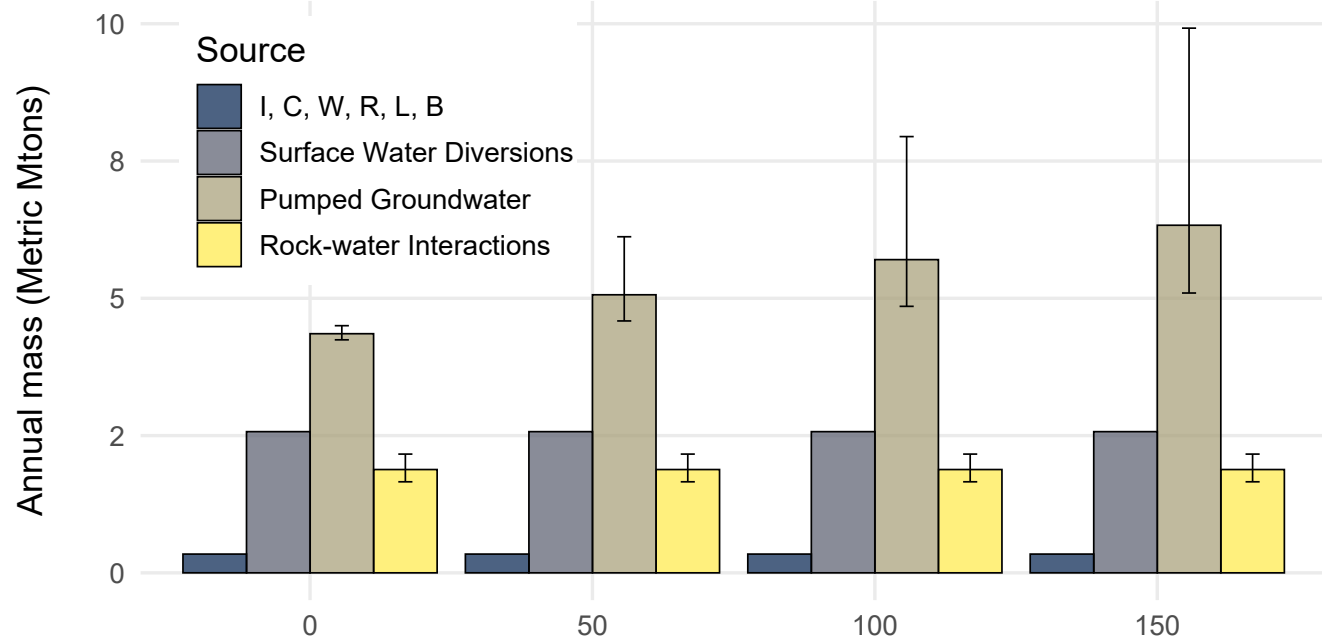 Annual mass (Metric Mtons)
10
8
5
2
0
Source
I, C, W, R, L, B
Surface Water Diversions
Pumped Groundwater
Rock-water Interactions
0
50
100
150